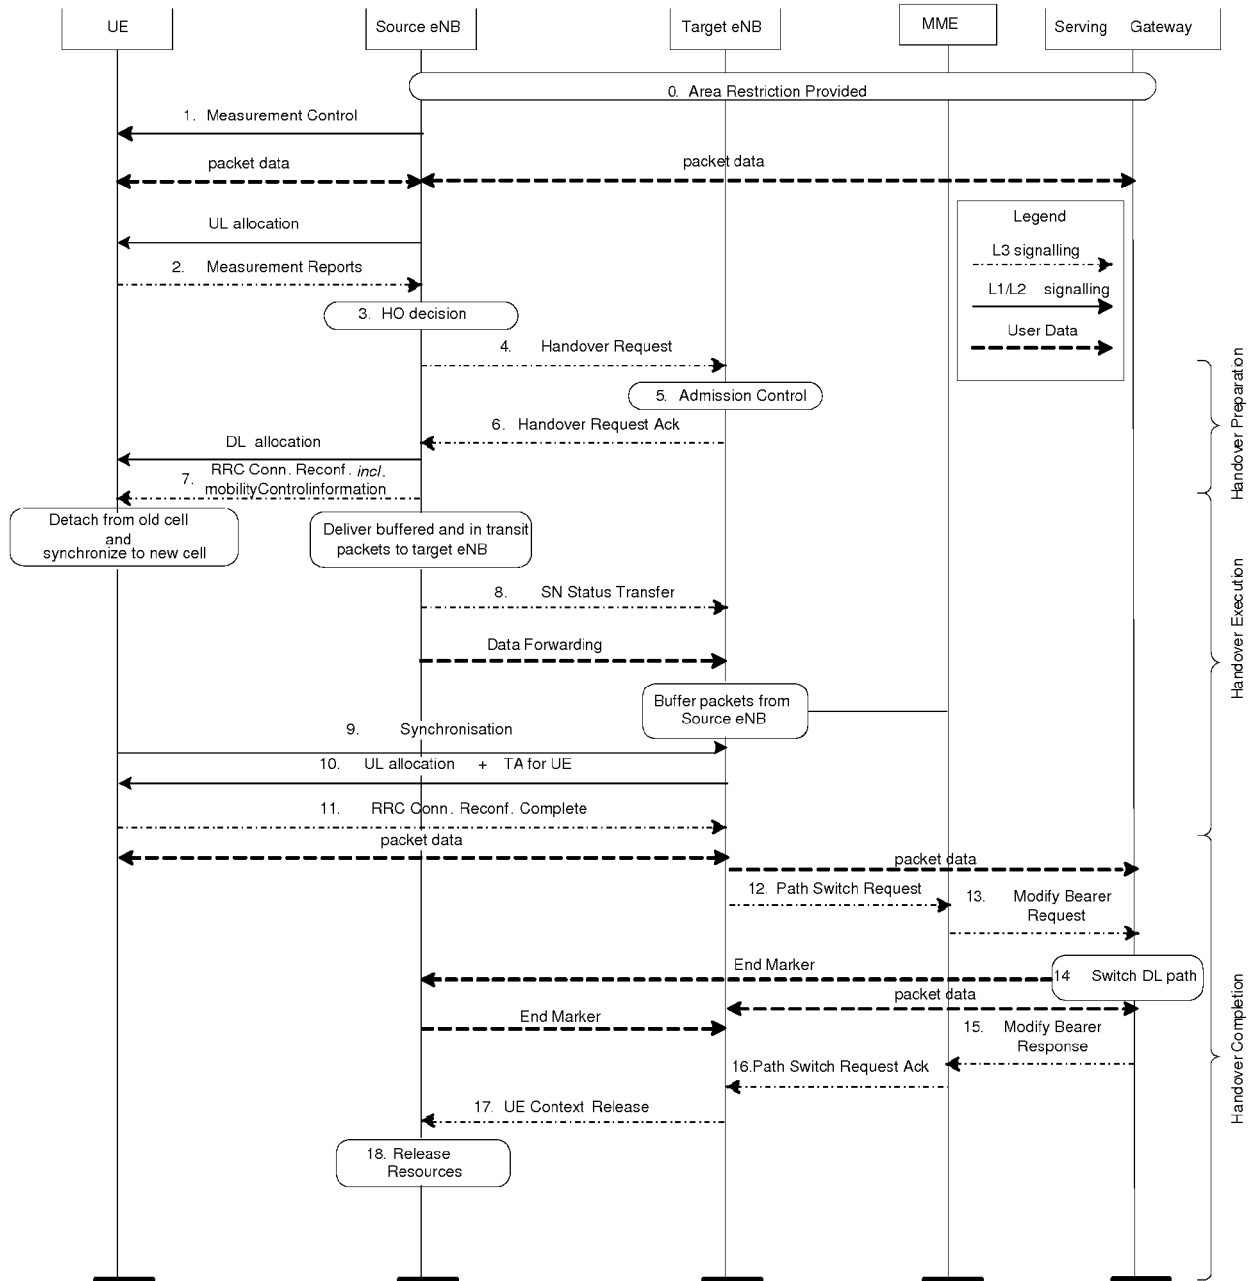 UE
Source eNB
Target eNB
MME
Serving Gateway
0. Area Restriction Provided
1. Measurement Control
packet data
packet data
UL allocation
Legend
L3 signalling
L1/L2 signalling
User Data
2. Measurement Reports
3. HO decision
4. Handover Request
5. Admission Control
6. Handover Request Ack
DL allocation
7. RRC Conn. Reconf. incl.
mobilityControlinformation
Handover Preparation
Detach from old cell
and
synchronize to new cell
Deliver buffered and in transit
packets to target eNB
8. SN Status Transfer
Data Forwarding
Buffer packets from
Source eNB
9. Synchronisation
10. UL allocation + TA for UE
11. RRC Conn. Reconf. Complete
Handover Execution
packet data
packet data
12. Path Switch Request
13. Modify Bearer
Request
End Marker
14 Switch DL path
packet data
End Marker
15. Modify Bearer
Response
16.Path Switch Request Ack
17. UE Context Release
18. Release
Resources
Handover Completion